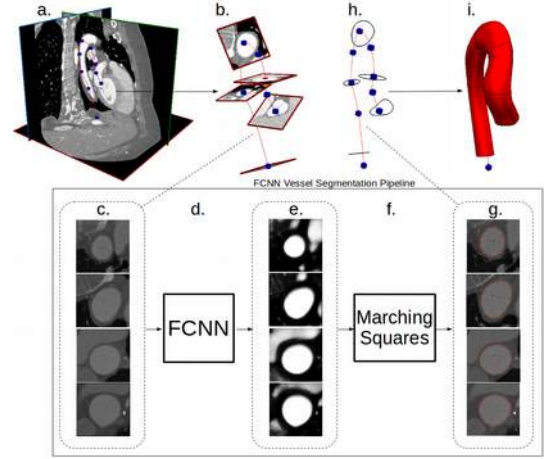 a.
b.
h.
i.
FCNN Vessel Segmentation Pipeline
c.
d.
e.
f.
g.
FCNN
Marching
Squares